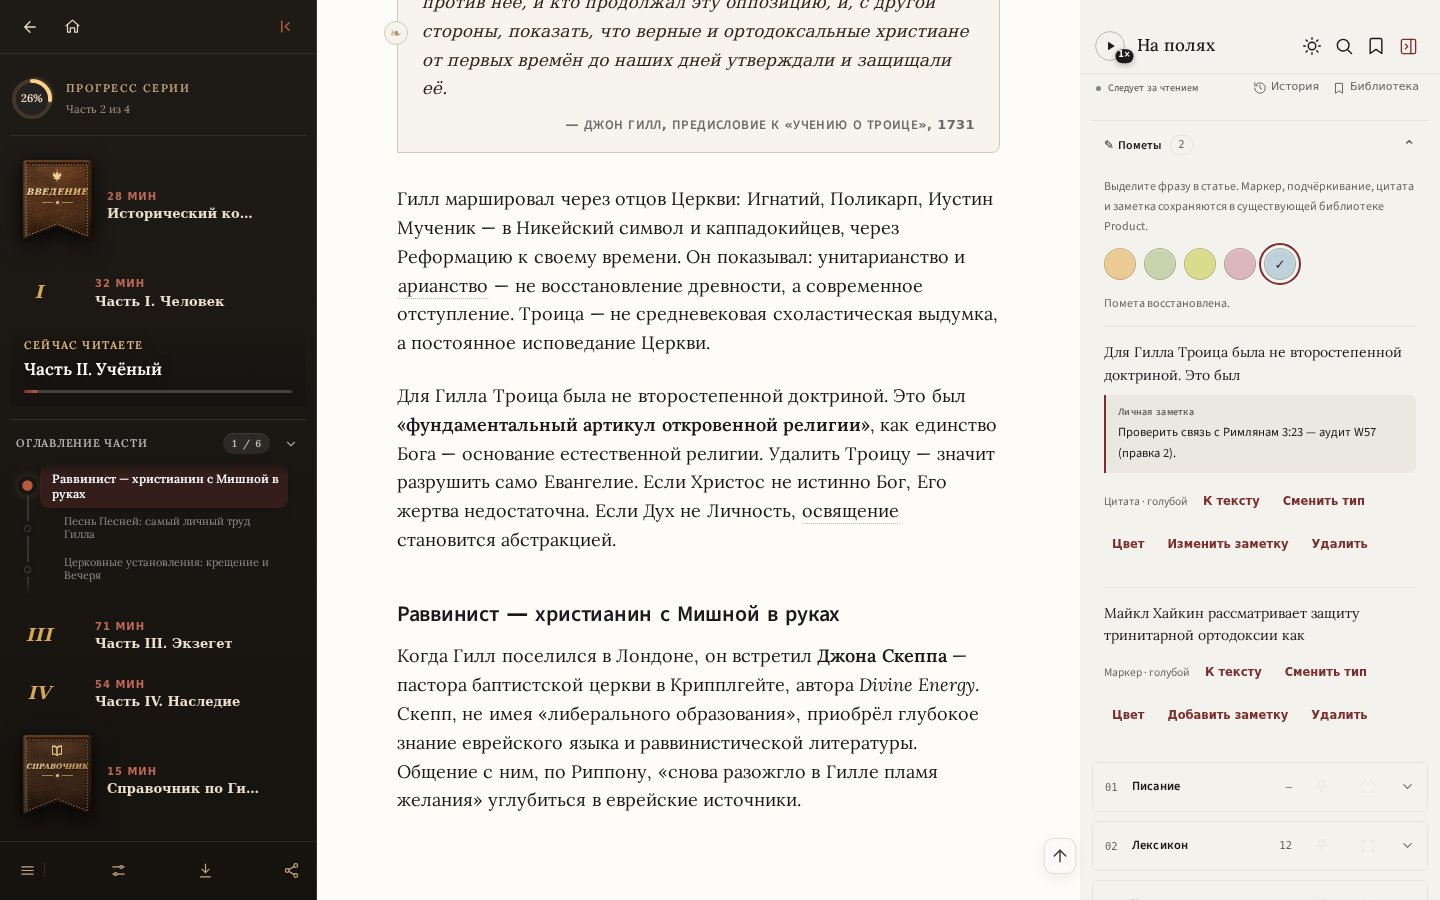 26%
ПРОГРЕСС СЕРИИ
Часть 2 из 4
ВВЕДЕНИЕ
28 МИН
Исторический ко...
I
32 МИН
Часть I. Человек
СЕЙЧАС ЧИТАЕТЕ
Часть II. Учёный
ОГЛАВЛЕНИЕ ЧАСТИ
1 / 6
Раввинист — христианин с Мишной в
руках
Песнь Песней: самый личный труд
Гилла
Церковные установления: крещение и
Вечеря
III
71 МИН
Часть III. Экзегет
IV
54 МИН
Часть IV. Наследие
СПРАВОЧНИК
15 МИН
Справочник по Ги...
против неё, и кто продолжал эту оппозицию, и, с другой
стороны, показать, что верные и ортодоксальные христиане
от первых времён до наших дней утверждали и защищали
её.
— ДЖОН ГИЛЛ, ПРЕДИСЛОВИЕ К «УЧЕНИЮ О ТРОИЦЕ», 1731
Гилл маршировал через отцов Церкви: Игнатий, Поликарп, Иустин
Мученик — в Никейский символ и каппадокийцев, через
Реформацию к своему времени. Он показывал: унитарианство и
арианство — не восстановление древности, а современное
отступление. Троица — не средневековая схоластическая выдумка,
а постоянное исповедание Церкви.
Для Гилла Троица была не второстепенной доктриной. Это был
«фундаментальный артикул откровенной религии», как единство
Бога — основание естественной религии. Удалить Троицу — значит
разрушить само Евангелие. Если Христос не истинно Бог, Его
жертва недостаточна. Если Дух не Личность, освящение
становится абстракцией.
Раввинист — христианин с Мишной в руках
Когда Гилл поселился в Лондоне, он встретил Джона Скеппа —
пастора баптистской церкви в Крипплгейте, автора Divine Energy.
Скепп, не имея «либерального образования», приобрёл глубокое
знание еврейского языка и раввинистической литературы.
Общение с ним, по Риппону, «снова разожгло в Гилле пламя
желания» углубиться в еврейские источники.
1×
На полях
Следует за чтением
История
Библиотека
✎ Пометы
2
Выделите фразу в статье. Маркер, подчёркивание, цитата
и заметка сохраняются в существующей библиотеке
Product.
✓
Помета восстановлена.
Для Гилла Троица была не второстепенной
доктриной. Это был
Личная заметка
Проверить связь с Римлянам 3:23 — аудит W57
(правка 2).
Цитата · голубой
К тексту
Сменить тип
Цвет
Изменить заметку
Удалить
Майкл Хайкин рассматривает защиту
тринитарной ортодоксии как
Маркер · голубой
К тексту
Сменить тип
Цвет
Добавить заметку
Удалить
01
Писание
—
02
Лексикон
12